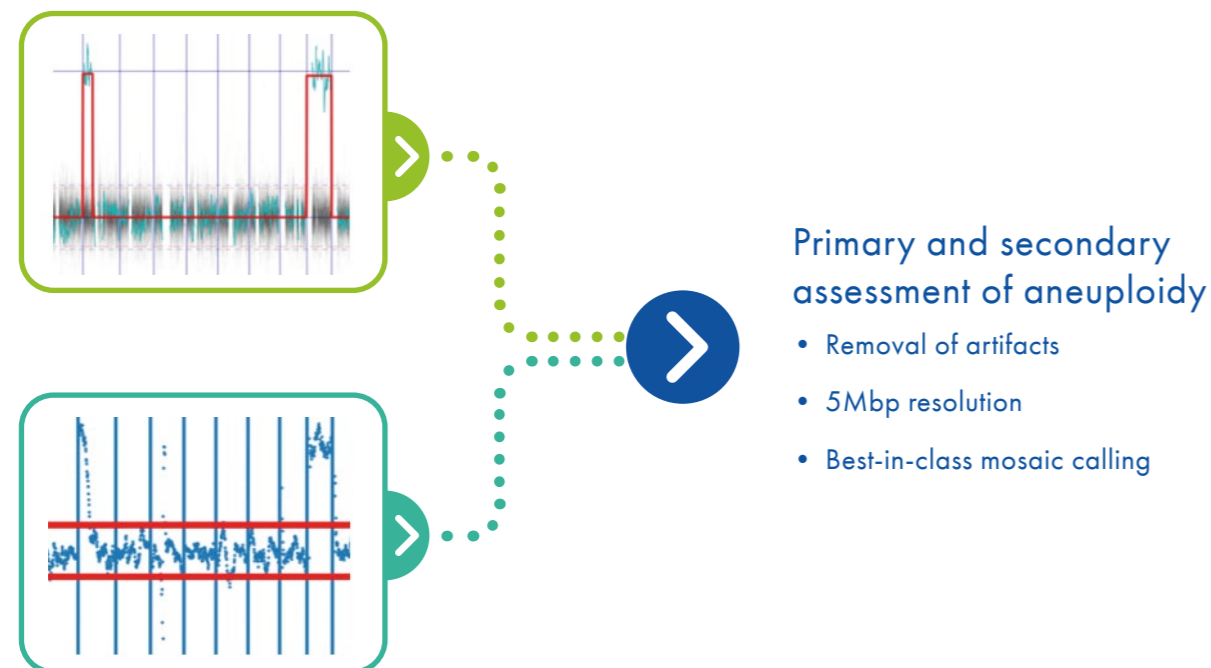 Primary and secondary
assessment of aneuploidy
• Removal of artifacts
• 5Mbp resolution
• Best-in-class mosaic calling